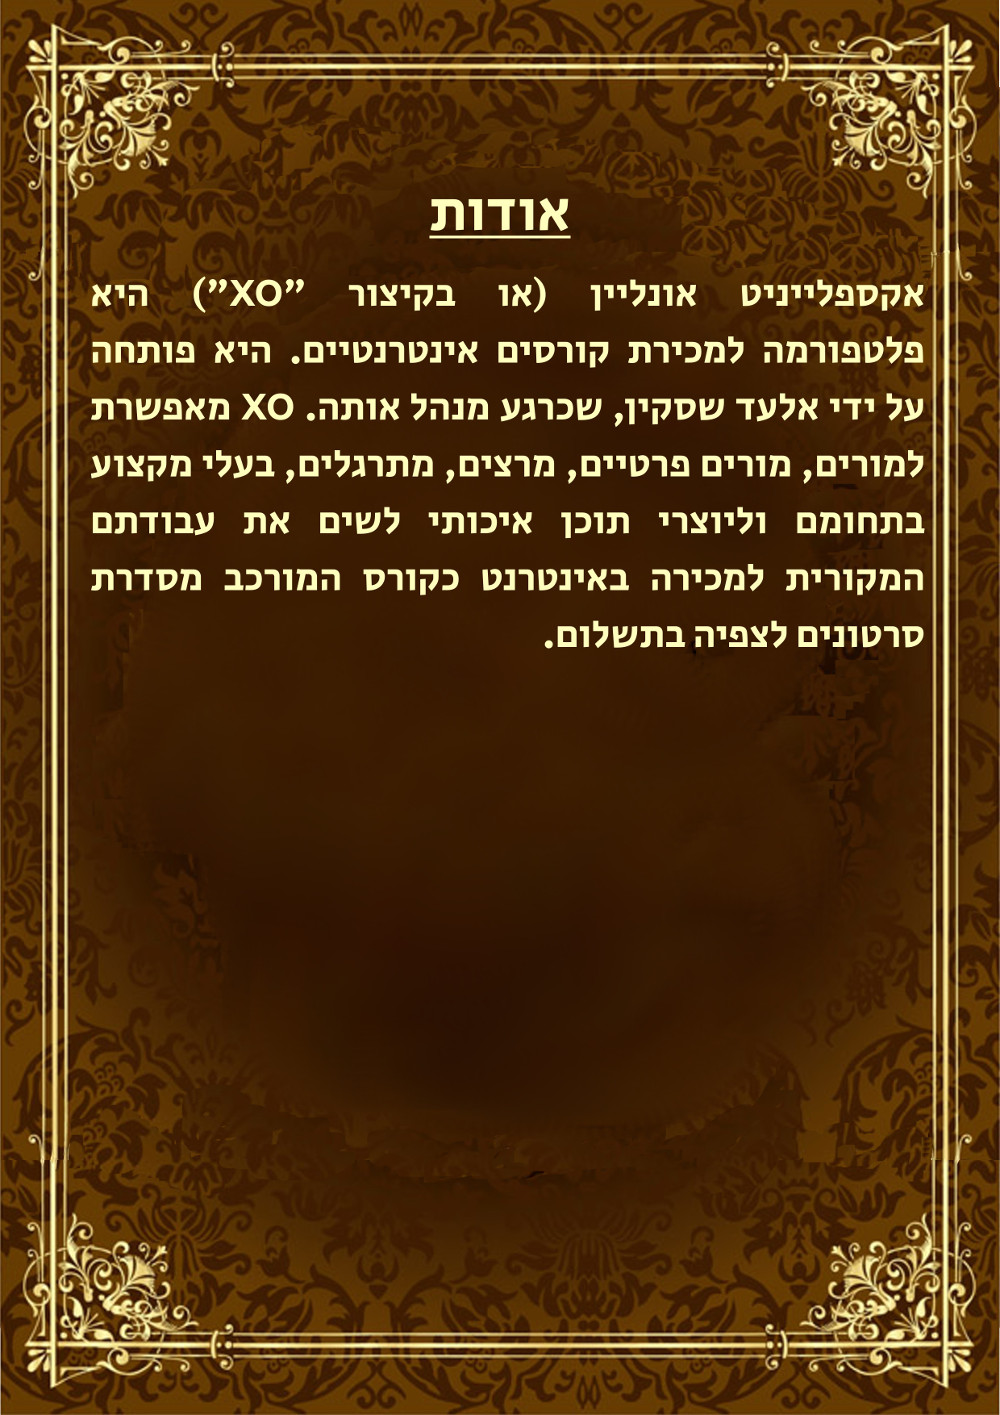 אודות
אקספלייניט אונליין (או בקיצור ”XO”) היא
פלטפורמה למכירת קורסים אינטרנטיים. היא פותחה
על ידי אלעד שסקין, שכרגע מנהל אותה. XO מאפשרת
למורים, מורים פרטיים, מרצים, מתרגלים, בעלי מקצוע
בתחומם וליוצרי תוכן איכותי לשים את עבודתם
המקורית למכירה באינטרנט כקורס המורכב מסדרת
סרטונים לצפיה בתשלום.